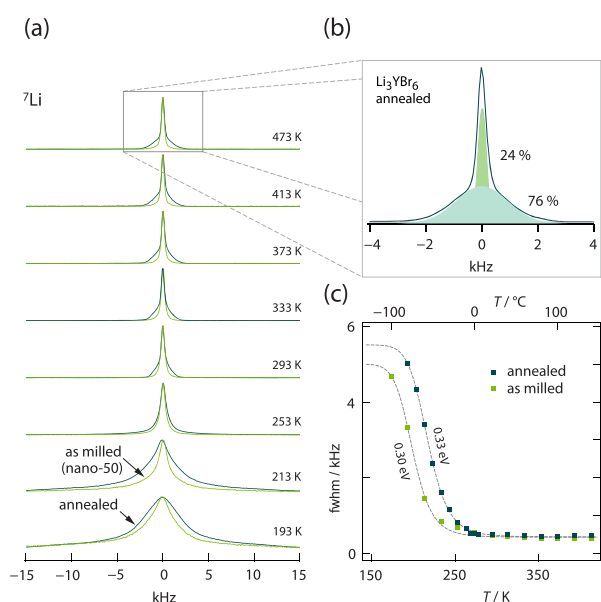 (a)
⁷Li
473 K
413 K
373 K
333 K
293 K
253 K
as milled
(nano-50)
213 K
annealed
193 K
−15 −10 −5 0 5 10 15
kHz
(b)
Li₃YBr₆
annealed
24 %
76 %
−4 −2 0 2 4
kHz
(c)
T / °C
−100 0 100
6
4
2
0
fwhm / kHz
annealed
as milled
0.33 eV
0.30 eV
150 250 350
T / K